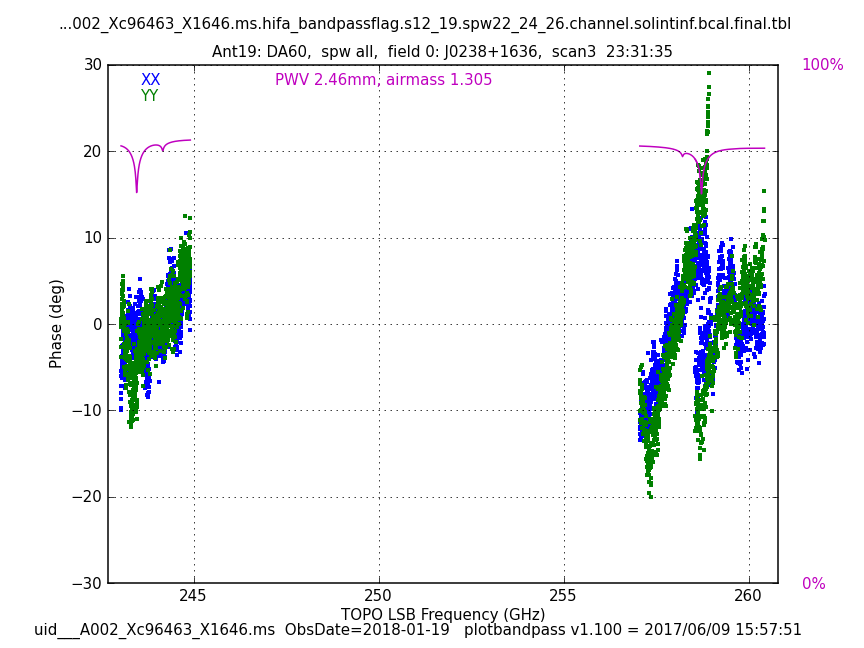 ...002_Xc96463_X1646.ms.hifa_bandpassflag.s12_19.spw22_24_26.channel.solintinf.bcal.final.tbl
Ant19: DA60,  spw all,  field 0: J0238+1636,  scan3  23:31:35
30
XX
PWV 2.46mm, airmass 1.305
100%
YY
20
10
0
Phase (deg)
−10
−20
−30
0%
245
250
255
260
TOPO LSB Frequency (GHz)
uid___A002_Xc96463_X1646.ms  ObsDate=2018-01-19   plotbandpass v1.100 = 2017/06/09 15:57:51